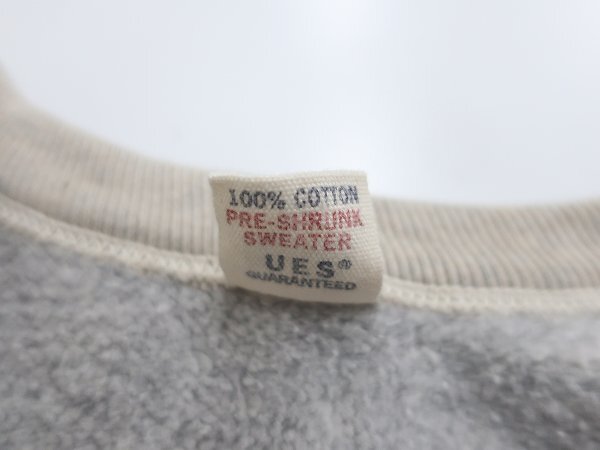 100% COTTON
PRE-SHRUNK
SWEATER
UES®
GUARANTEED